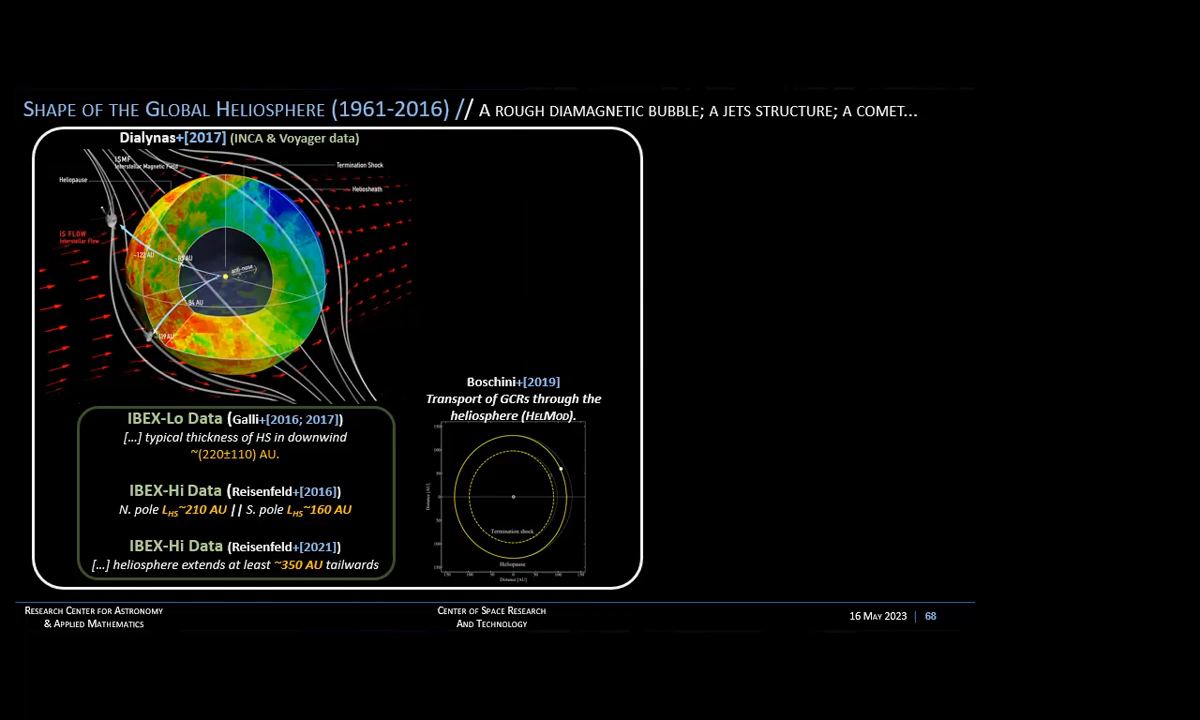 SHAPE OF THE GLOBAL HELIOSPHERE (1961-2016) // A ROUGH DIAMAGNETIC BUBBLE; A JETS STRUCTURE; A COMET...
Dialynas+[2017] (INCA & Voyager data)
ISMF
Interstellar Magnetic Field
Termination Shock
Heliopause
Heliosheath
IS FLOW
Interstellar Flow
~122 AU
anti-nose
84 AU
IBEX-Lo Data (Galli+[2016; 2017])
[...] typical thickness of HS in downwind
~(220±110) AU.
IBEX-Hi Data (Reisenfeld+[2016])
N. pole LHS~210 AU || S. pole LHS~160 AU
IBEX-Hi Data (Reisenfeld+[2021])
[...] heliosphere extends at least ~350 AU tailwards
Boschini+[2019]
Transport of GCRs through the
heliosphere (HELMOD).
Termination shock
Heliopause
Distance [AU]
Distance [AU]
RESEARCH CENTER FOR ASTRONOMY
& APPLIED MATHEMATICS
CENTER OF SPACE RESEARCH
AND TECHNOLOGY
16 MAY 2023 | 68